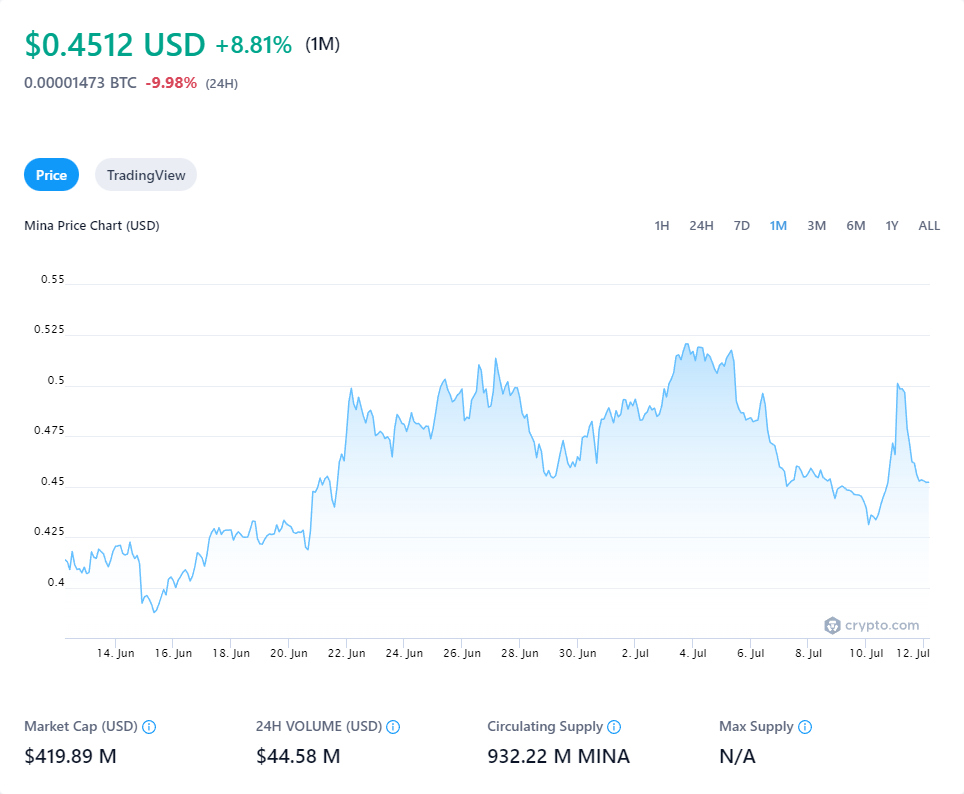 $0.4512 USD +8.81% (1M)
0.00001473 BTC -9.98% (24H)
Price TradingView
Mina Price Chart (USD) 1H 24H 7D 1M 3M 6M 1Y ALL
0.55
0.525
0.5
0.475
0.45
0.425
0.4
crypto.com
14. Jun 16. Jun 18. Jun 20. Jun 22. Jun 24. Jun 26. Jun 28. Jun 30. Jun 2. Jul 4. Jul 6. Jul 8. Jul 10. Jul 12. Jul
Market Cap (USD) 24H VOLUME (USD) Circulating Supply Max Supply
$419.89 M $44.58 M 932.22 M MINA N/A